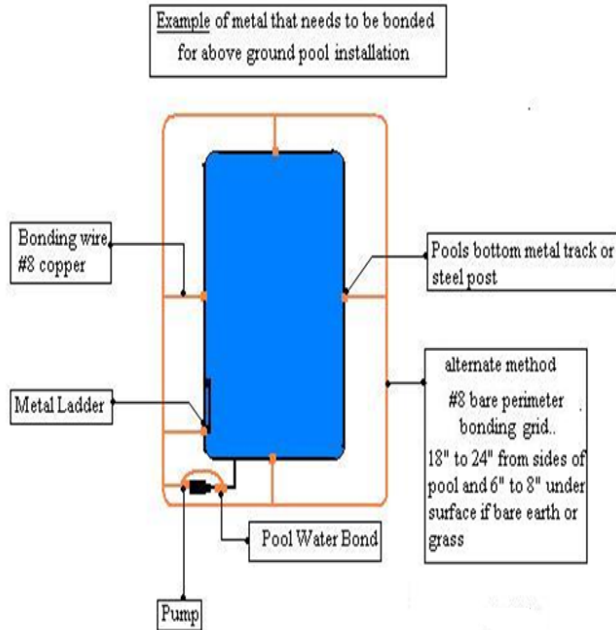 Example of metal that needs to be bonded
for above ground pool installation
Bonding wire
#8 copper
Pools bottom metal track or
steel post
alternate method
#8 bare perimeter
bonding grid..
18" to 24" from sides of
pool and 6" to 8" under
surface if bare earth or
grass
Metal Ladder
Pool Water Bond
Pump